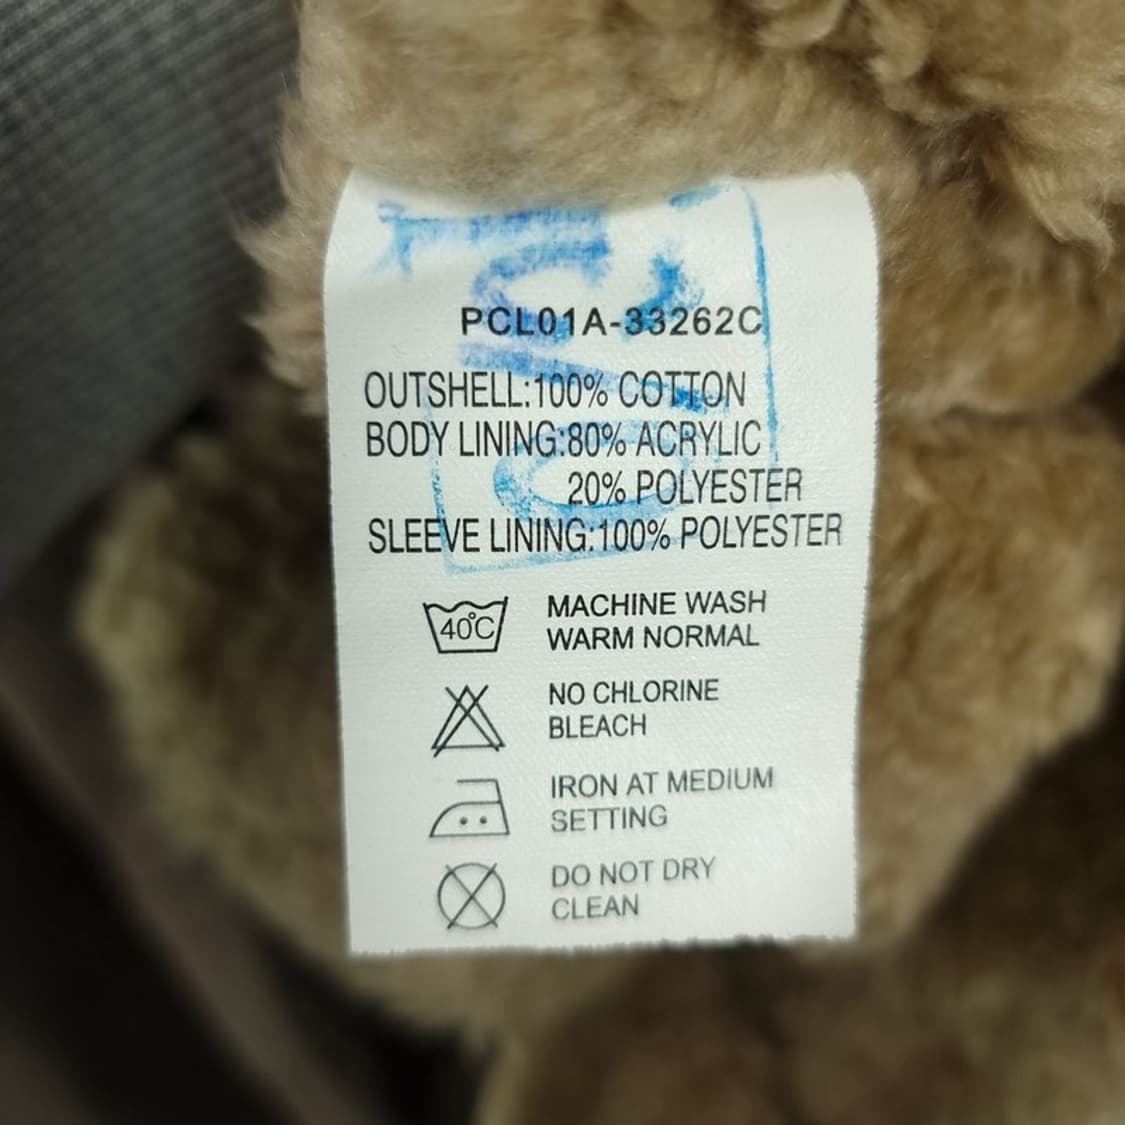 PCL01A-33262C
OUTSHELL:100% COTTON
BODY LINING:80% ACRYLIC
20% POLYESTER
SLEEVE LINING:100% POLYESTER
40°C
MACHINE WASH
WARM NORMAL
NO CHLORINE
BLEACH
IRON AT MEDIUM
SETTING
DO NOT DRY
CLEAN